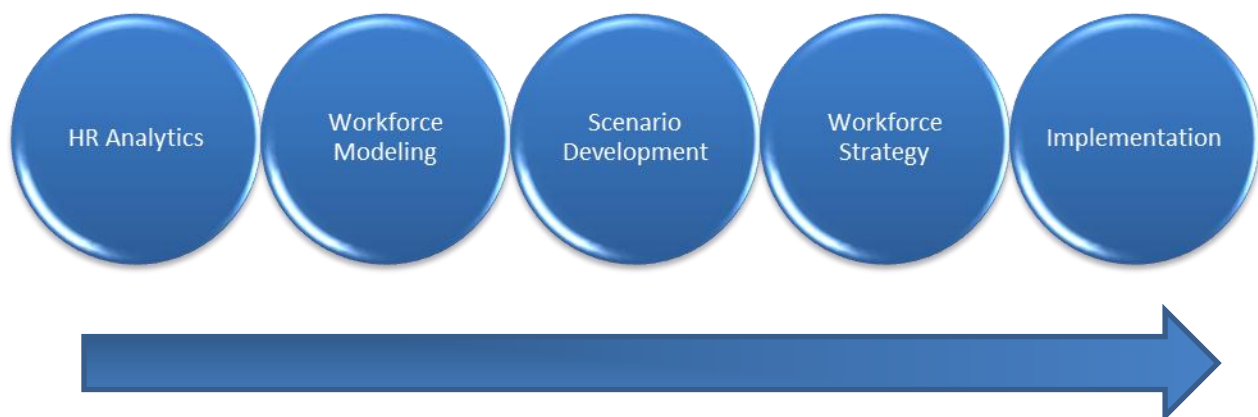 HR Analytics
Workforce
Modeling
Scenario
Development
Workforce
Strategy
Implementation